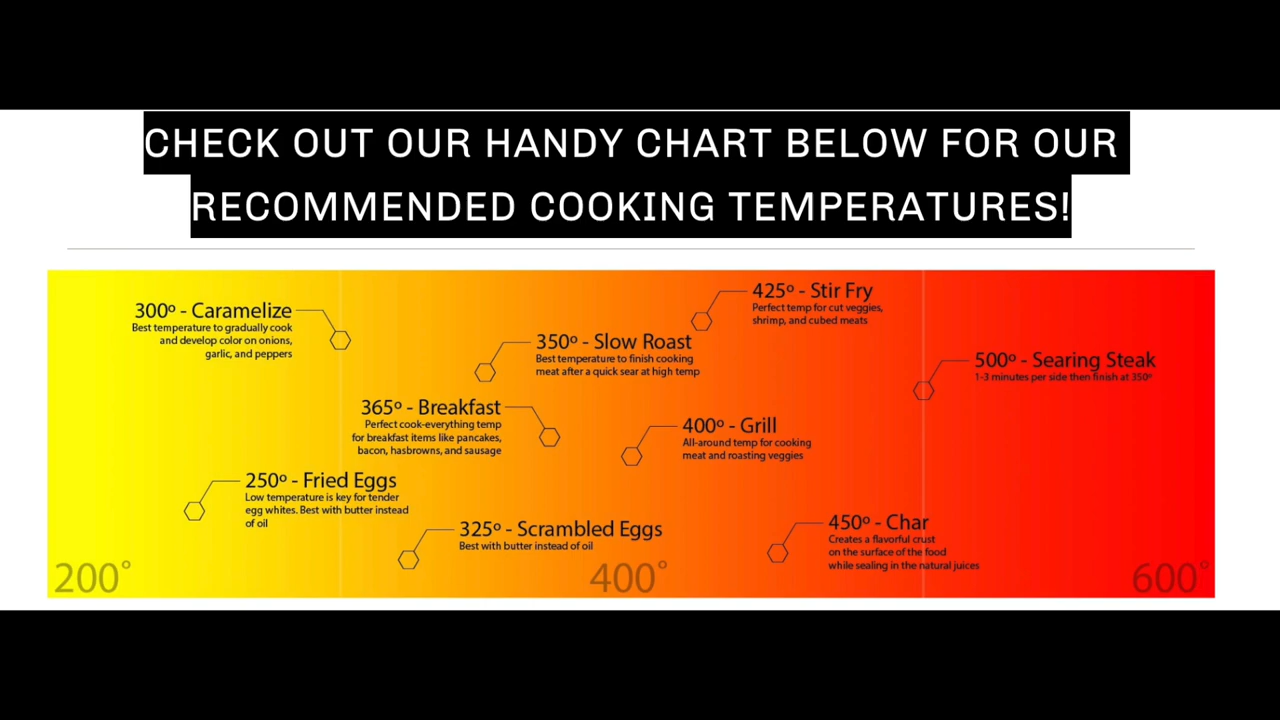 CHECK OUT OUR HANDY CHART BELOW FOR OUR
RECOMMENDED COOKING TEMPERATURES!
300º - Caramelize
Best temperature to gradually cook
and develop color on onions,
garlic, and peppers
425º - Stir Fry
Perfect temp for cut veggies,
shrimp, and cubed meats
350º - Slow Roast
Best temperature to finish cooking
meat after a quick sear at high temp
500º - Searing Steak
1-3 minutes per side then finish at 350º
365º - Breakfast
Perfect cook-everything temp
for breakfast items like pancakes,
bacon, hasbrowns, and sausage
400º - Grill
All-around temp for cooking
meat and roasting veggies
250º - Fried Eggs
Low temperature is key for tender
egg whites. Best with butter instead
of oil
325º - Scrambled Eggs
Best with butter instead of oil
450º - Char
Creates a flavorful crust
on the surface of the food
while sealing in the natural juices
200°
400°
600°